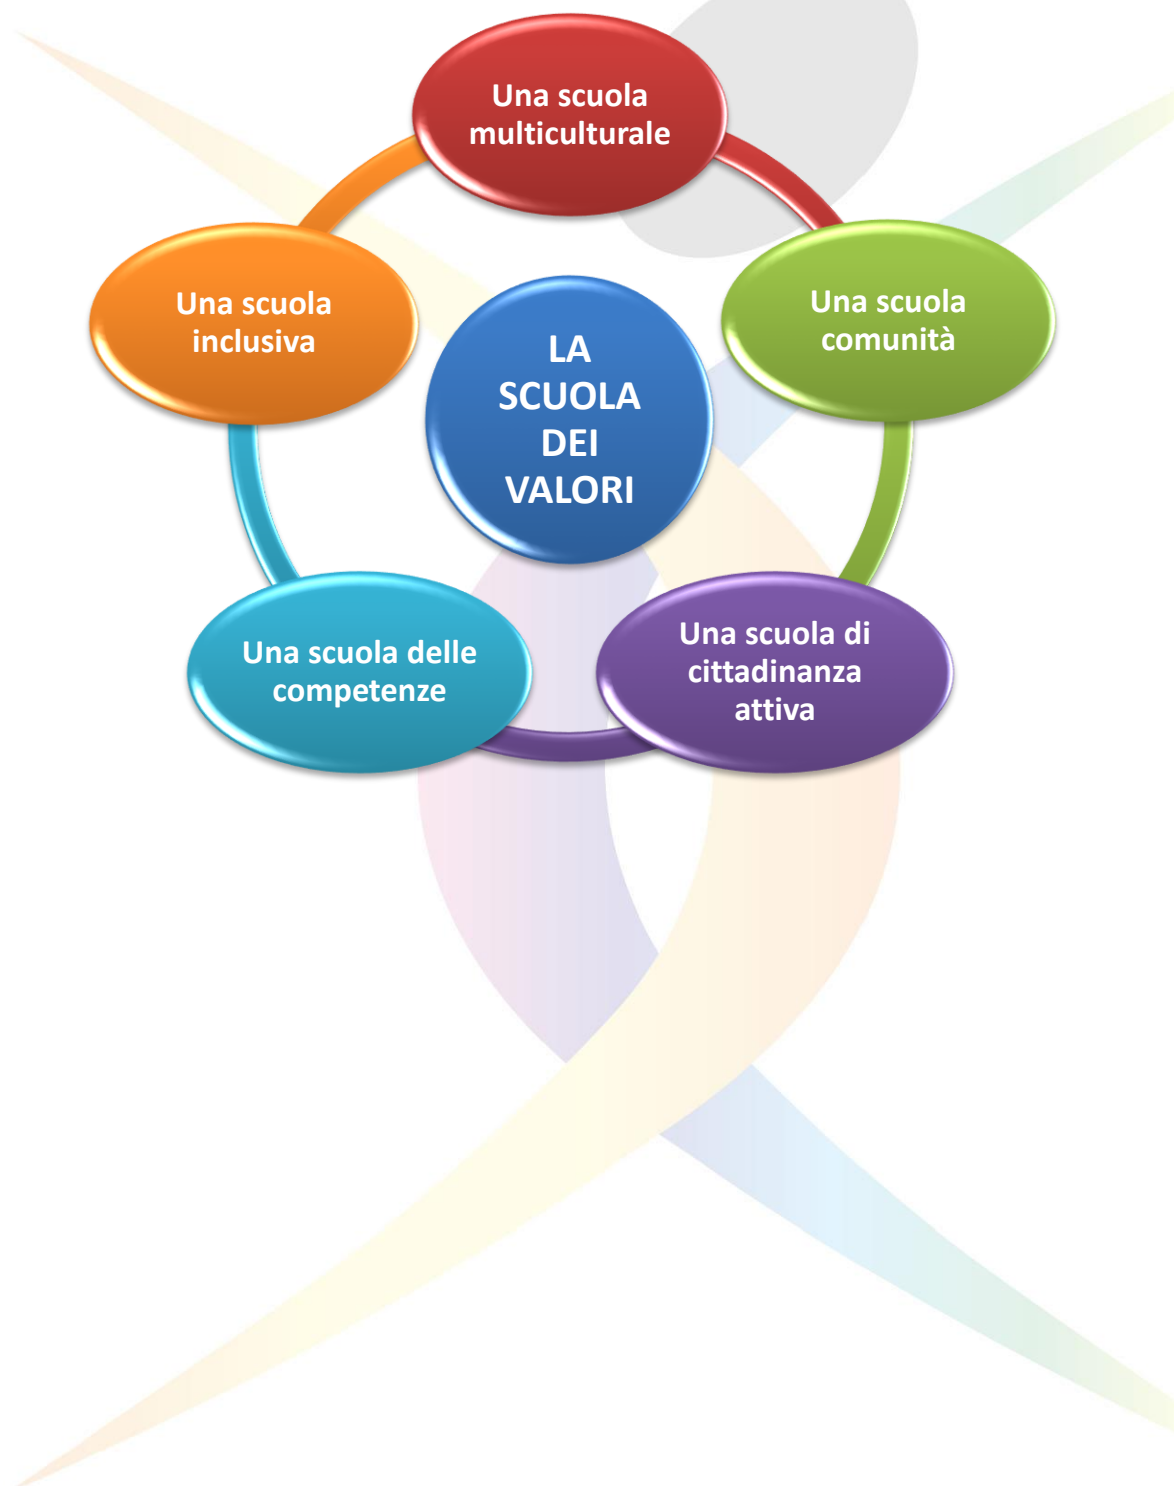 Una scuola
multiculturale
Una scuola
inclusiva
Una scuola
comunità
LA
SCUOLA
DEI
VALORI
Una scuola delle
competenze
Una scuola di
cittadinanza
attiva